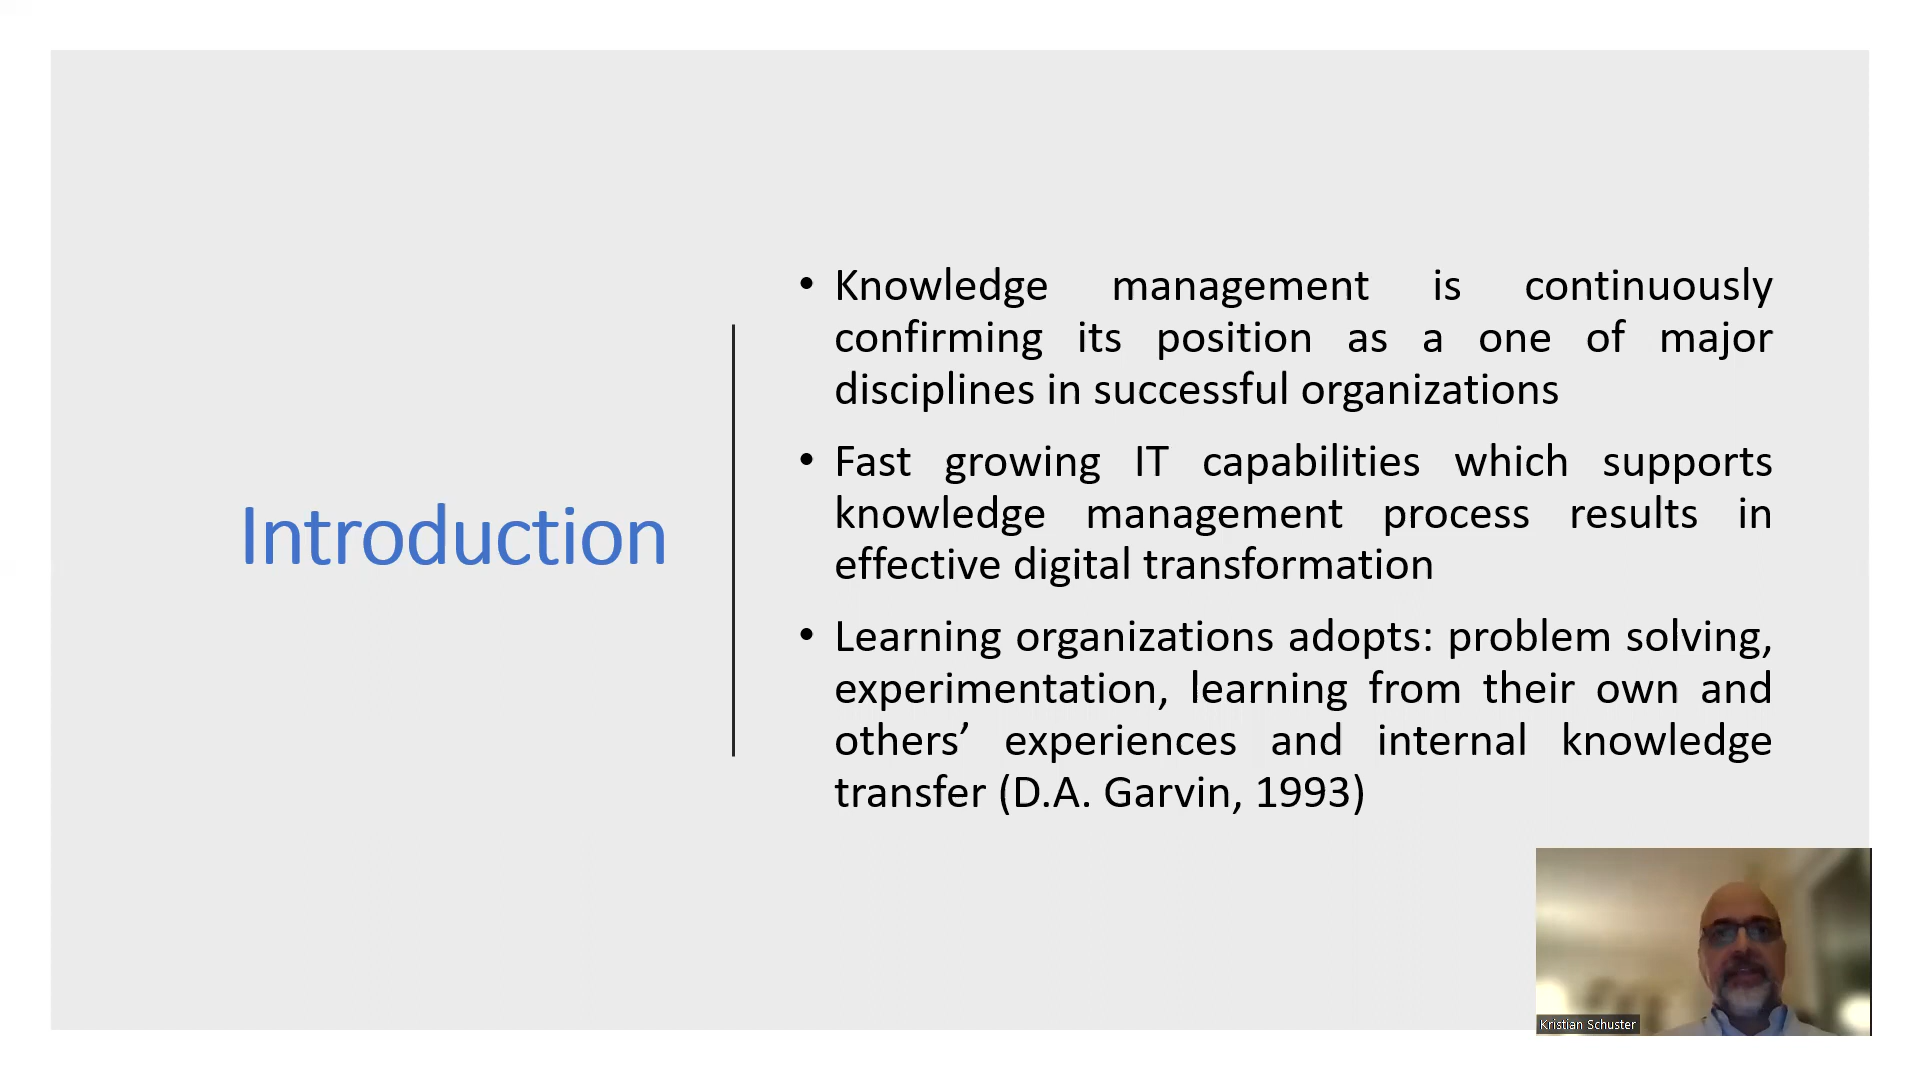 Introduction
• Knowledge management is continuously
confirming its position as a one of major
disciplines in successful organizations
• Fast growing IT capabilities which supports
knowledge management process results in
effective digital transformation
• Learning organizations adopts: problem solving,
experimentation, learning from their own and
others’ experiences and internal knowledge
transfer (D.A. Garvin, 1993)
Kristian Schuster